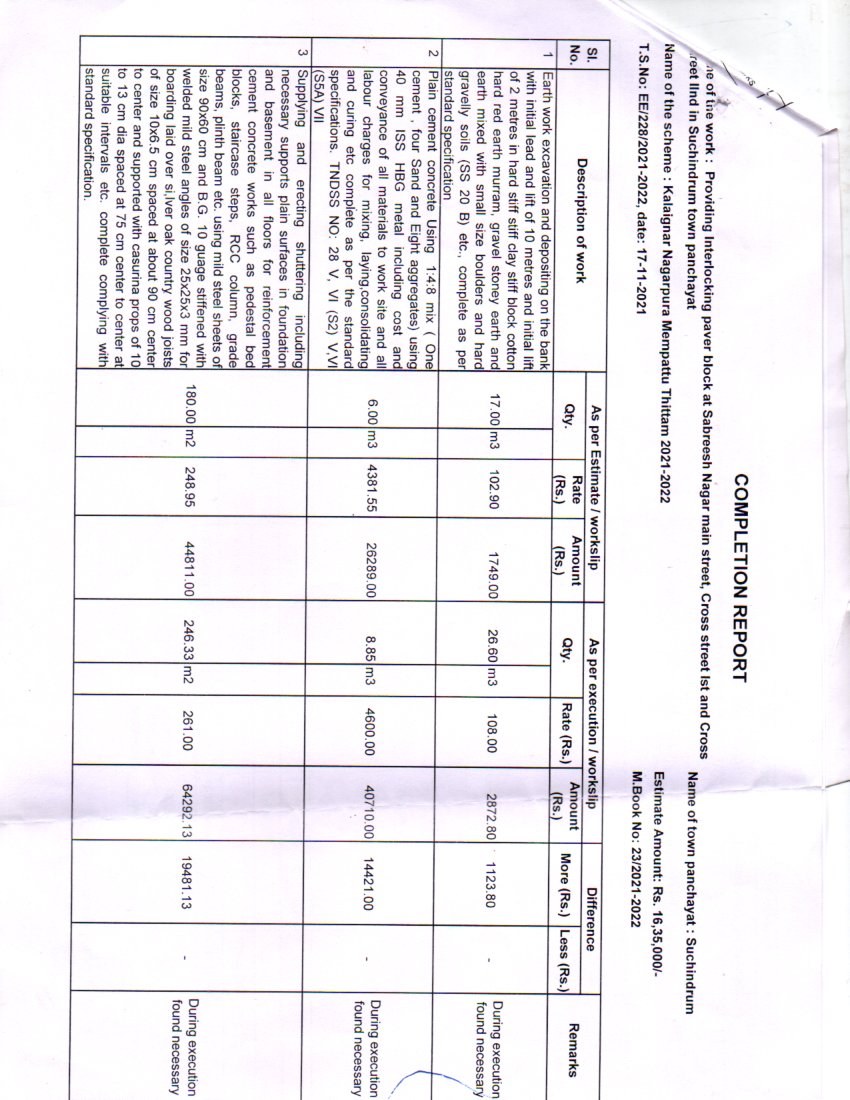 COMPLETION REPORT
of the work : Providing Interlocking paver block at Sabreesh Nagar main street, Cross street Ist and Cross
reet IInd in Suchindrum town panchayat
Name of town panchayat : Suchindrum
Name of the scheme : Kalaignar Nagarpura Mempattu Thittam 2021-2022
Estimate Amount: Rs. 16,35,000/-
T.S.No: EE/228/2021-2022, date: 17-11-2021
M.Book No: 23/2021-2022
Sl. No. Description of work As per Estimate / workslip As per execution / workslip Difference Remarks
Qty. Rate (Rs.) Amount (Rs.) Qty. Rate (Rs.) Amount (Rs.) More (Rs.) Less (Rs.)
1 Earth work excavation and depositing on the bank
with initial lead and lift of 10 metres and initial lift
of 2 metres in hard stiff stiff clay stiff block cotton
hard red earth murram, gravel stoney earth and
earth mixed with small size boulders and hard
gravelly soils (SS 20 B) etc., complete as per
standard specification
17.00 m3 102.90 1749.00 26.60 m3 108.00 2872.80 1123.80 - During execution
found necessary
2 Plain cement concrete Using 1:4:8 mix ( One
cement , four Sand and Eight aggregates) using
40 mm ISS HBG metal including cost and
conveyance of all materials to work site and all
labour charges for mixing, laying,consolidating
and curing etc complete as per the standard
specifications. TNDSS NO: 28 V, VI (S2) V,VI
(S5A) VII
6.00 m3 4381.55 26289.00 8.85 m3 4600.00 40710.00 14421.00 - During execution
found necessary
3 Supplying and erecting shuttering including
necessary supports plain surfaces in foundation
and basement in all floors for reinforcement
cement concrete works such as pedestal bed
blocks, staircase steps, RCC column, grade
beams, plinth beam etc. using mild steel sheets of
size 90x60 cm and B.G. 10 guage stiffened with
welded mild steel angles of size 25x25x3 mm for
boarding laid over si,lver oak country wood joists
of size 10x6.5 cm spaced at about 90 cm center
to center and supported with casurina props of 10
to 13 cm dia spaced at 75 cm center to center at
suitable intervals etc. complete complying with
standard specification.
180.00 m2 248.95 44811.00 246.33 m2 261.00 64292.13 19481.13 - During execution
found necessary